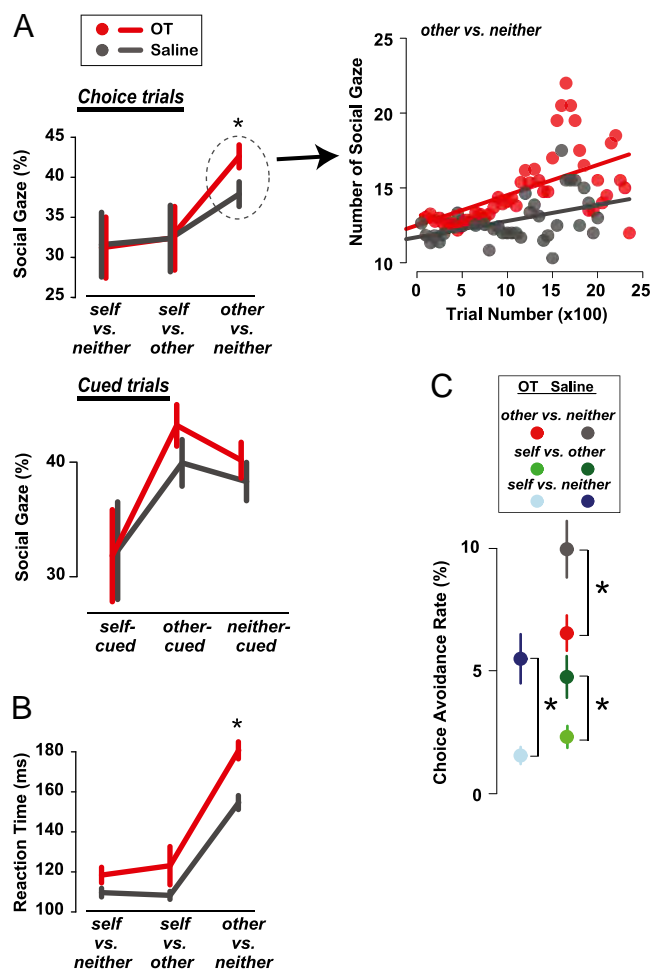 A
OT
Saline
Choice trials
*
45
40
35
30
25
Social Gaze (%)
self
vs.
neither
self
vs.
other
other
vs.
neither
other vs. neither
25
20
15
10
Number of Social Gaze
0
5
10
15
20
25
Trial Number (x100)
Cued trials
40
30
Social Gaze (%)
self-
cued
other-
cued
neither-
cued
B
*
180
160
140
120
100
Reaction Time (ms)
self
vs.
neither
self
vs.
other
other
vs.
neither
C
OT Saline
other vs. neither
self vs. other
self vs. neither
10
5
0
Choice Avoidance Rate (%)
*
*
*